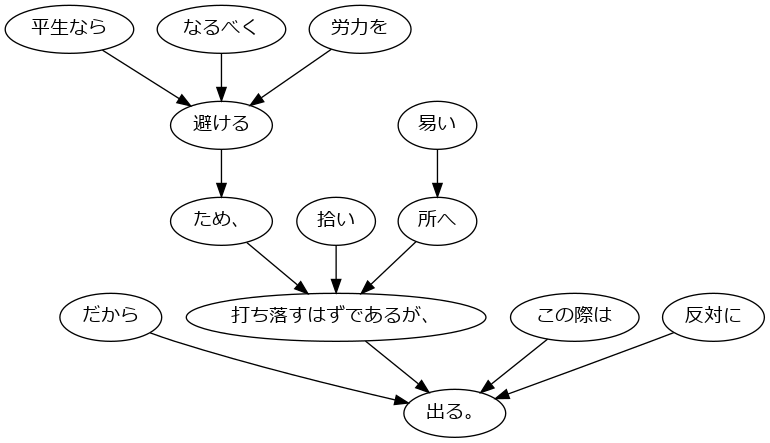 平生なら なるべく 労力を
避ける 易い
ため、 拾い 所へ
だから 打ち落すはずであるが、 この際は 反対に
出る。